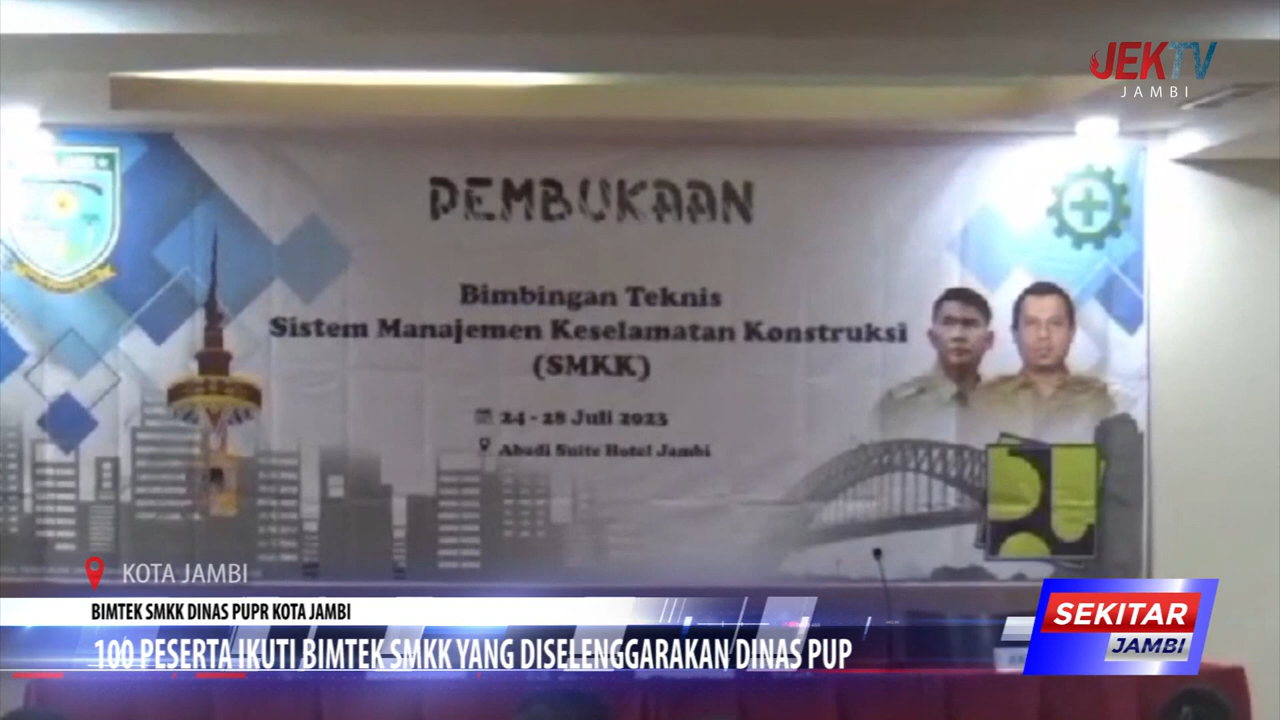 JEKTV
JAMBI
PEMBUKAAN
Bimbingan Teknis
Sistem Manajemen Keselamatan Konstruksi
(SMKK)
24 - 28 Juli 2023
Abadi Suite Hotel Jambi
KOTA JAMBI
BIMTEK SMKK DINAS PUPR KOTA JAMBI
100 PESERTA IKUTI BIMTEK SMKK YANG DISELENGGARAKAN DINAS PUP
SEKITAR
JAMBI